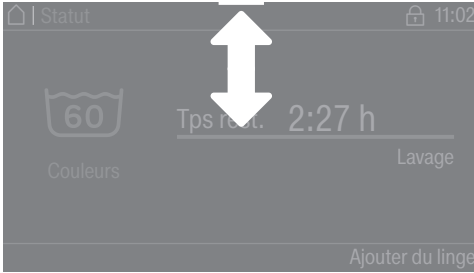 | Statut 11:02
60 Tps rest. 2:27 h
Lavage
Couleurs
Ajouter du linge